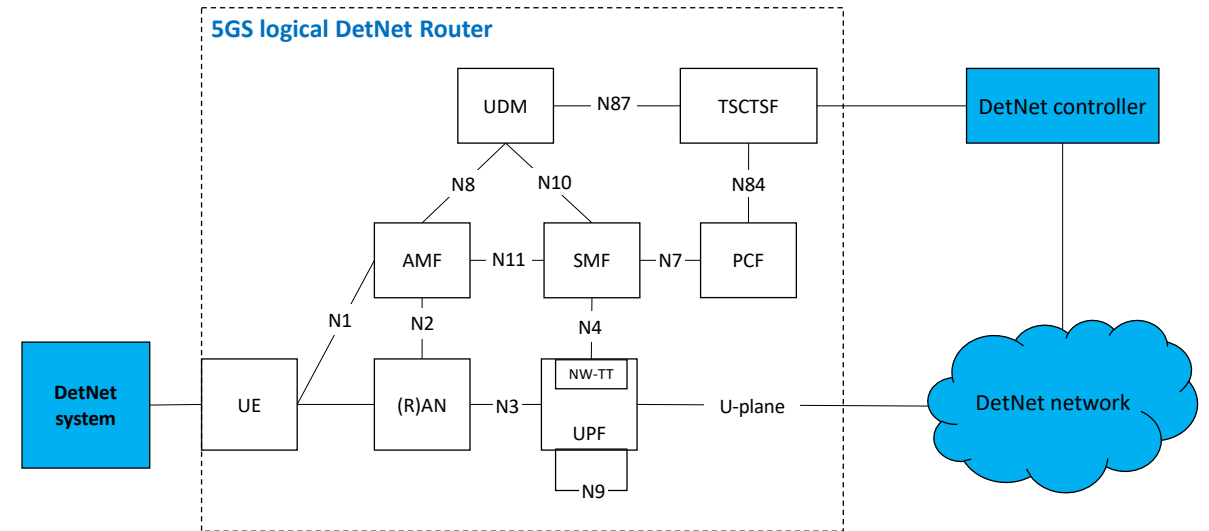 5GS logical DetNet Router
UDM
N87
TSCTSF
DetNet controller
N8
N10
N84
AMF
N11
SMF
N7
PCF
N1
N2
N4
DetNet
system
UE
(R)AN
N3
NW-TT
UPF
U-plane
DetNet network
N9